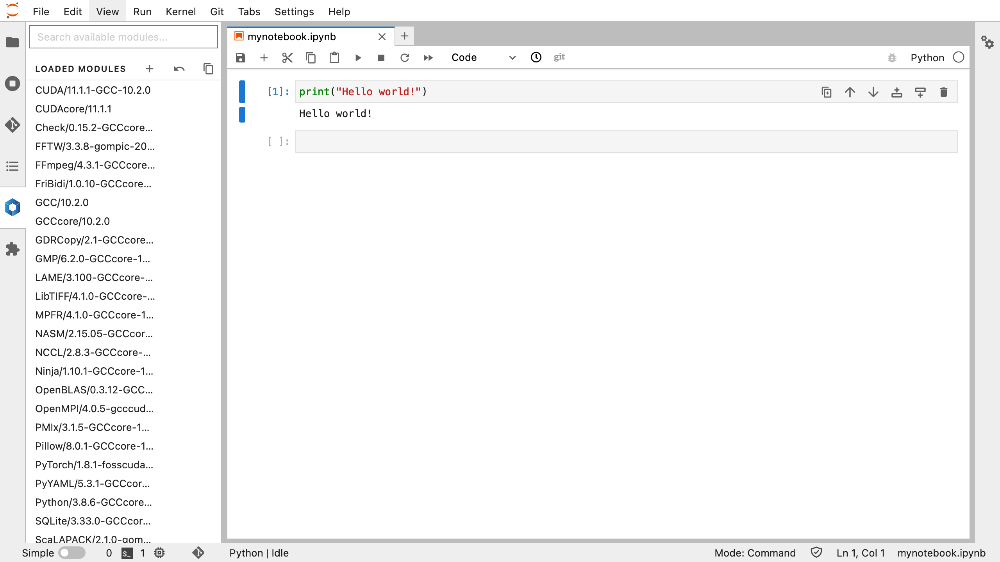 File Edit View Run Kernel Git Tabs Settings Help
Search available modules...
LOADED MODULES
CUDA/11.1.1-GCC-10.2.0
CUDAcore/11.1.1
Check/0.15.2-GCCcore...
FFTW/3.3.8-gompic-20...
FFmpeg/4.3.1-GCCcore...
FriBidi/1.0.10-GCCcore...
GCC/10.2.0
GCCcore/10.2.0
GDRCopy/2.1-GCCcore...
GMP/6.2.0-GCCcore-1...
LAME/3.100-GCCcore-...
LibTIFF/4.1.0-GCCcore-...
MPFR/4.1.0-GCCcore-1...
NASM/2.15.05-GCCcor...
NCCL/2.8.3-GCCcore-...
Ninja/1.10.1-GCCcore-1...
OpenBLAS/0.3.12-GCC...
OpenMPI/4.0.5-gcccud...
PMIx/3.1.5-GCCcore-1...
Pillow/8.0.1-GCCcore-1...
PyTorch/1.8.1-fosscuda...
PyYAML/5.3.1-GCCcor...
Python/3.8.6-GCCcore...
SQLite/3.33.0-GCCcor...
ScaLAPACK/2.1.0-gom...
mynotebook.ipynb
Code git Python
[1]: print("Hello world!")
Hello world!
[ ]:
Simple 0 $_ 1 Python | Idle Mode: Command Ln 1, Col 1 mynotebook.ipynb